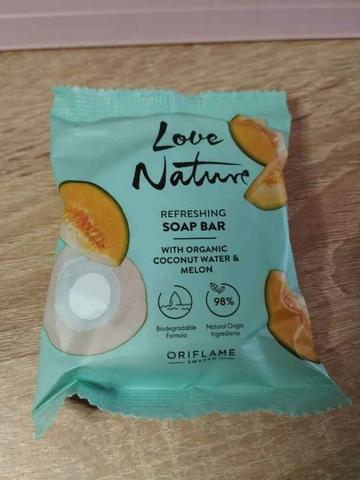 Love
Nature
REFRESHING
SOAP BAR
WITH ORGANIC
COCONUT WATER &
MELON
98%
Biodegradable
Formula
Natural Origin
Ingredients
ORIFLAME
SWEDEN